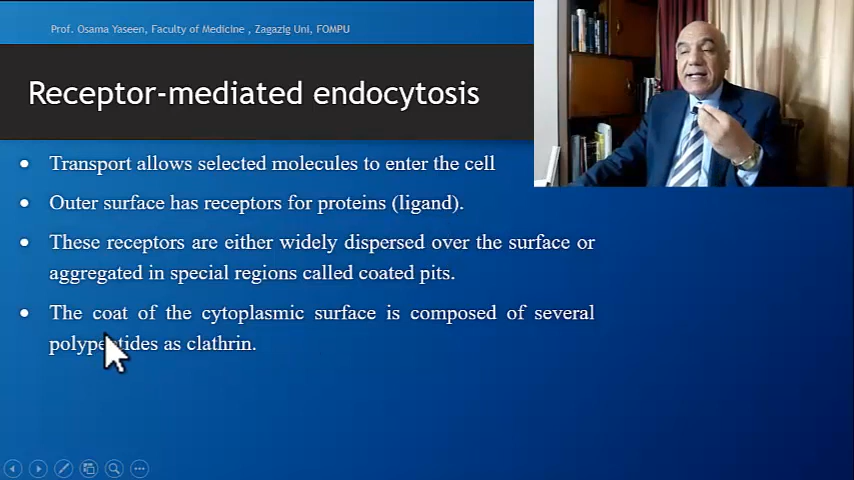 Prof. Osama Yaseen, Faculty of Medicine , Zagazig Uni, FOMPU
Receptor-mediated endocytosis
• Transport allows selected molecules to enter the cell
• Outer surface has receptors for proteins (ligand).
• These receptors are either widely dispersed over the surface or
aggregated in special regions called coated pits.
• The coat of the cytoplasmic surface is composed of several
polypeptides as clathrin.